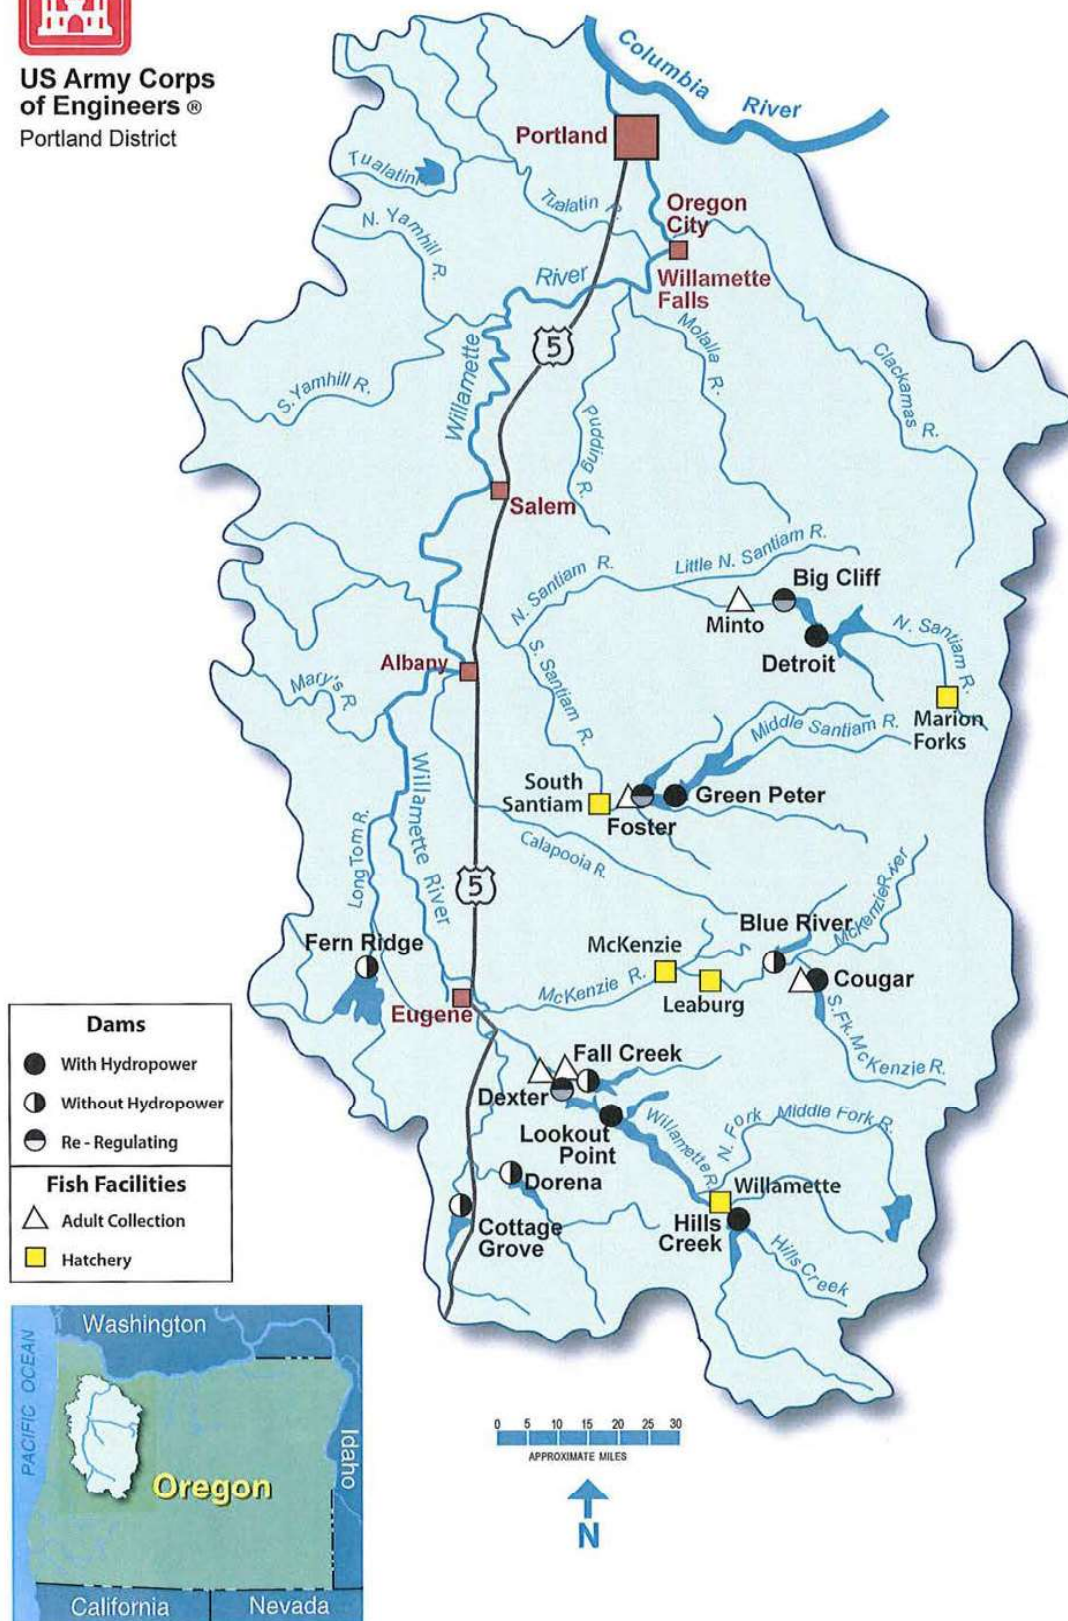 US Army Corps
of Engineers ®
Portland District
Columbia
River
Portland
Tualatin
Tualatin R.
Oregon
City
N. Yamhill R.
River
Willamette
Falls
5
Molalla R.
Willamette
S. Yamhill R.
Clackamas R.
Pudding R.
Salem
Little N. Santiam R.
N. Santiam R.
Big Cliff
Minto
N. Santiam R.
S. Santiam R.
Detroit
Albany
Mary's R.
Marion
Forks
Middle Santiam R.
South
Santiam
Green Peter
Foster
Willamette River
Long Tom R.
Calapooia R.
5
McKenzie River
Blue River
Fern Ridge
McKenzie
McKenzie R.
Leaburg
Cougar
Eugene
S. Fk. McKenzie R.
Fall Creek
Dexter
Lookout
Point
Willamette R.
N. Fork Middle Fork R.
Dorena
Willamette
Cottage
Grove
Hills
Creek
Hills Creek
Dams
With Hydropower
Without Hydropower
Re - Regulating
Fish Facilities
Adult Collection
Hatchery
Washington
PACIFIC OCEAN
Idaho
Oregon
California
Nevada
0 5 10 15 20 25 30
APPROXIMATE MILES
N